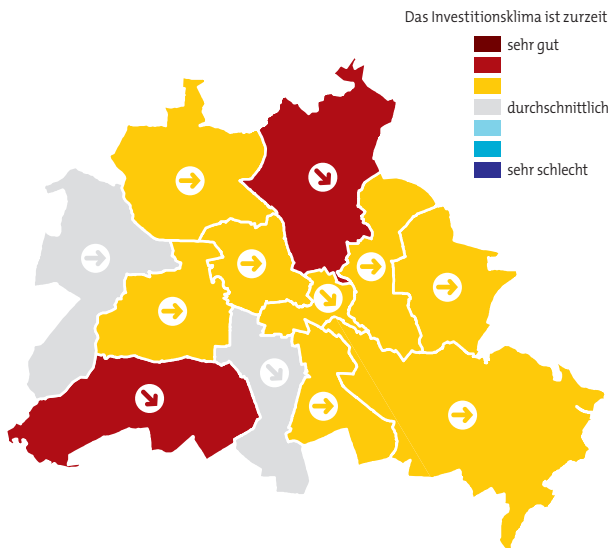 Das Investitionsklima ist zurzeit
sehr gut
durchschnittlich
sehr schlecht